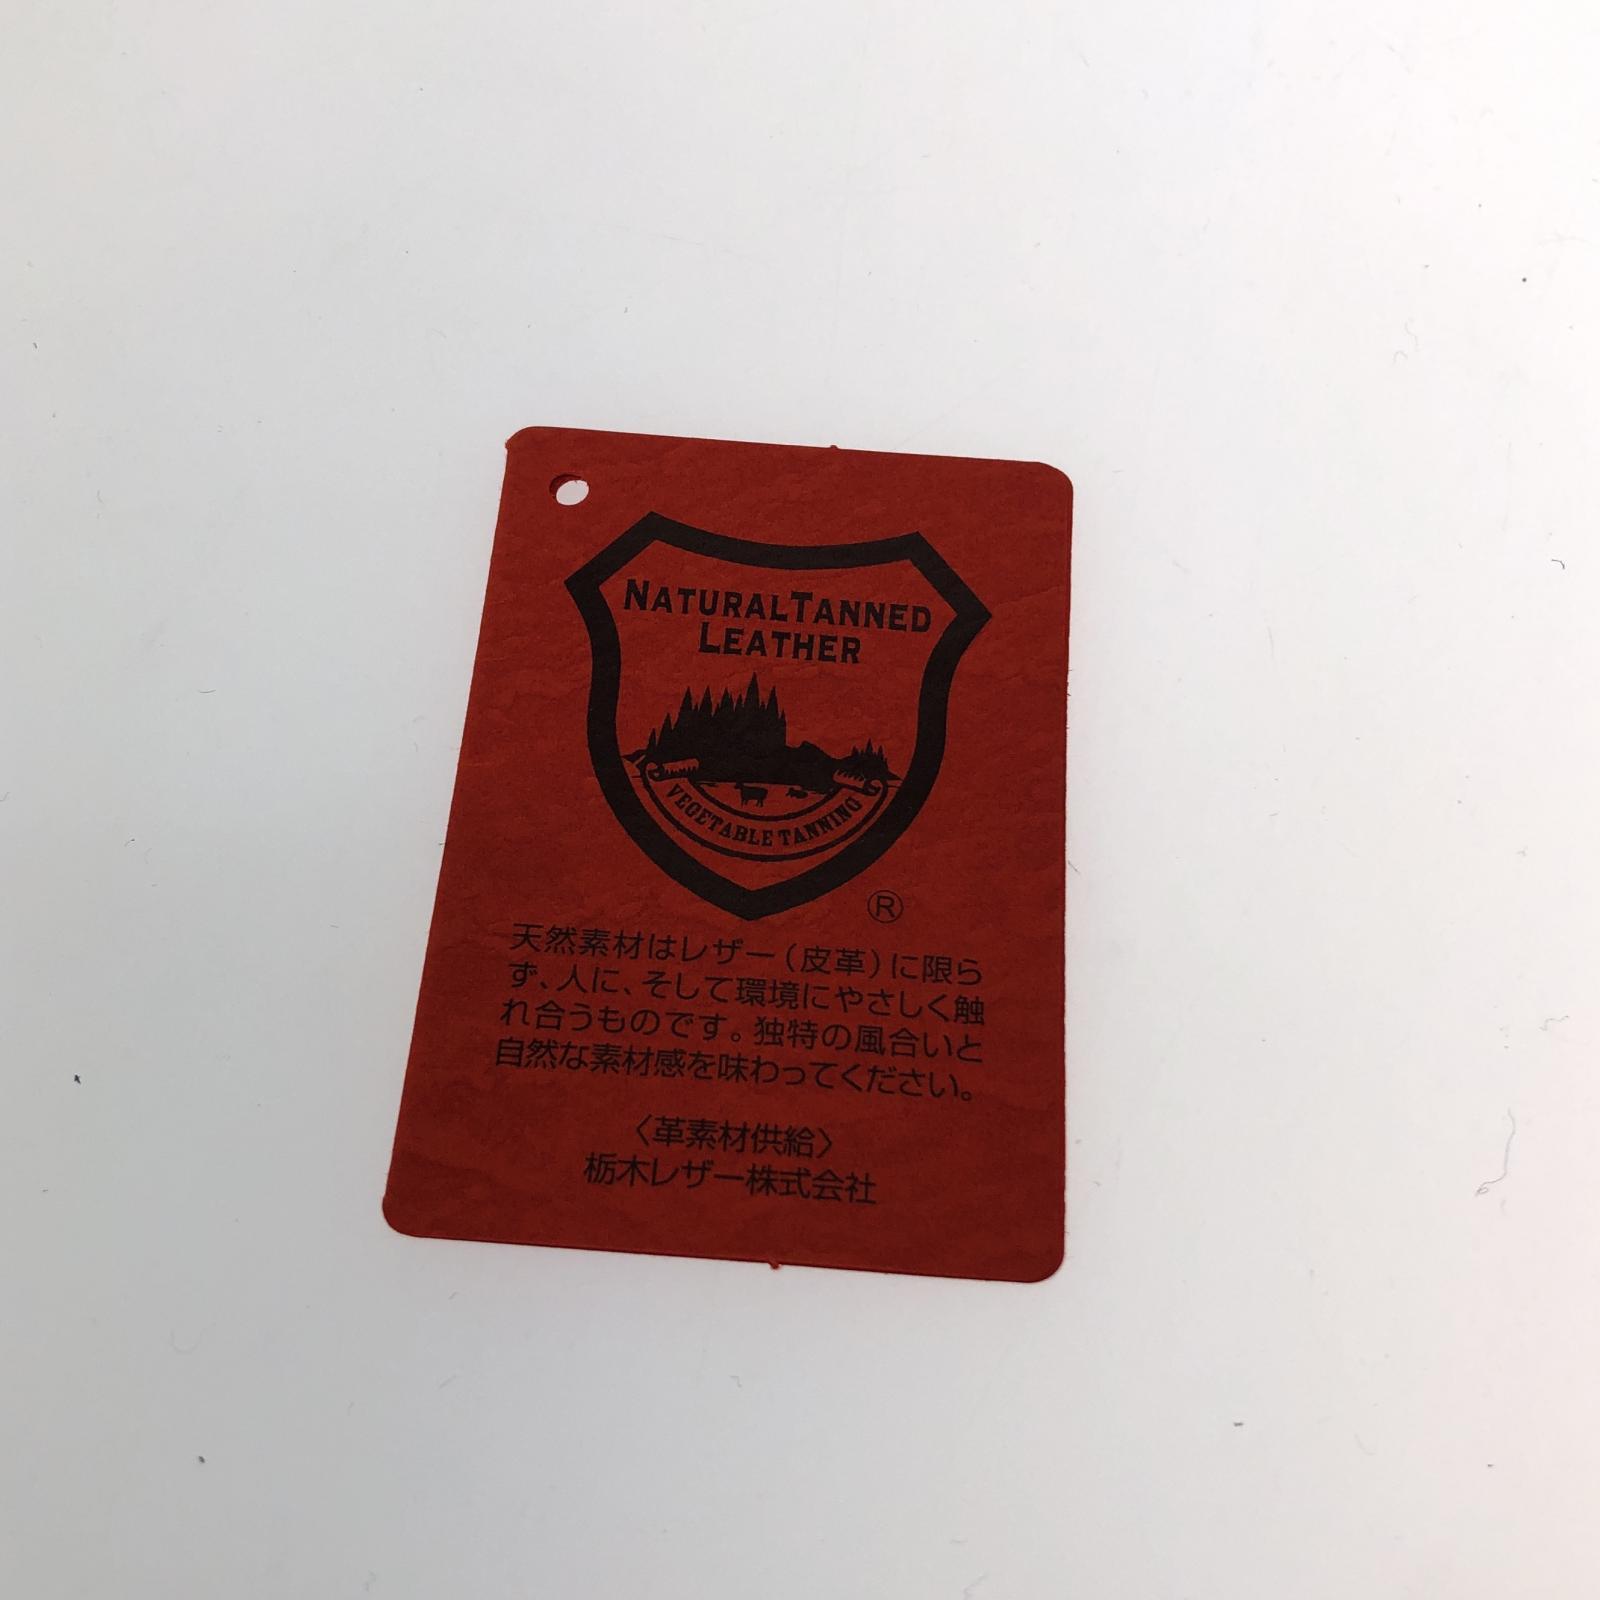 NATURALTANNED
LEATHER
VEGETABLE TANNING
®
天然素材はレザー(皮革)に限ら
ず、人に、そして環境にやさしく触
れ合うものです。独特の風合いと
自然な素材感を味わってください。
〈革素材供給〉
栃木レザー株式会社